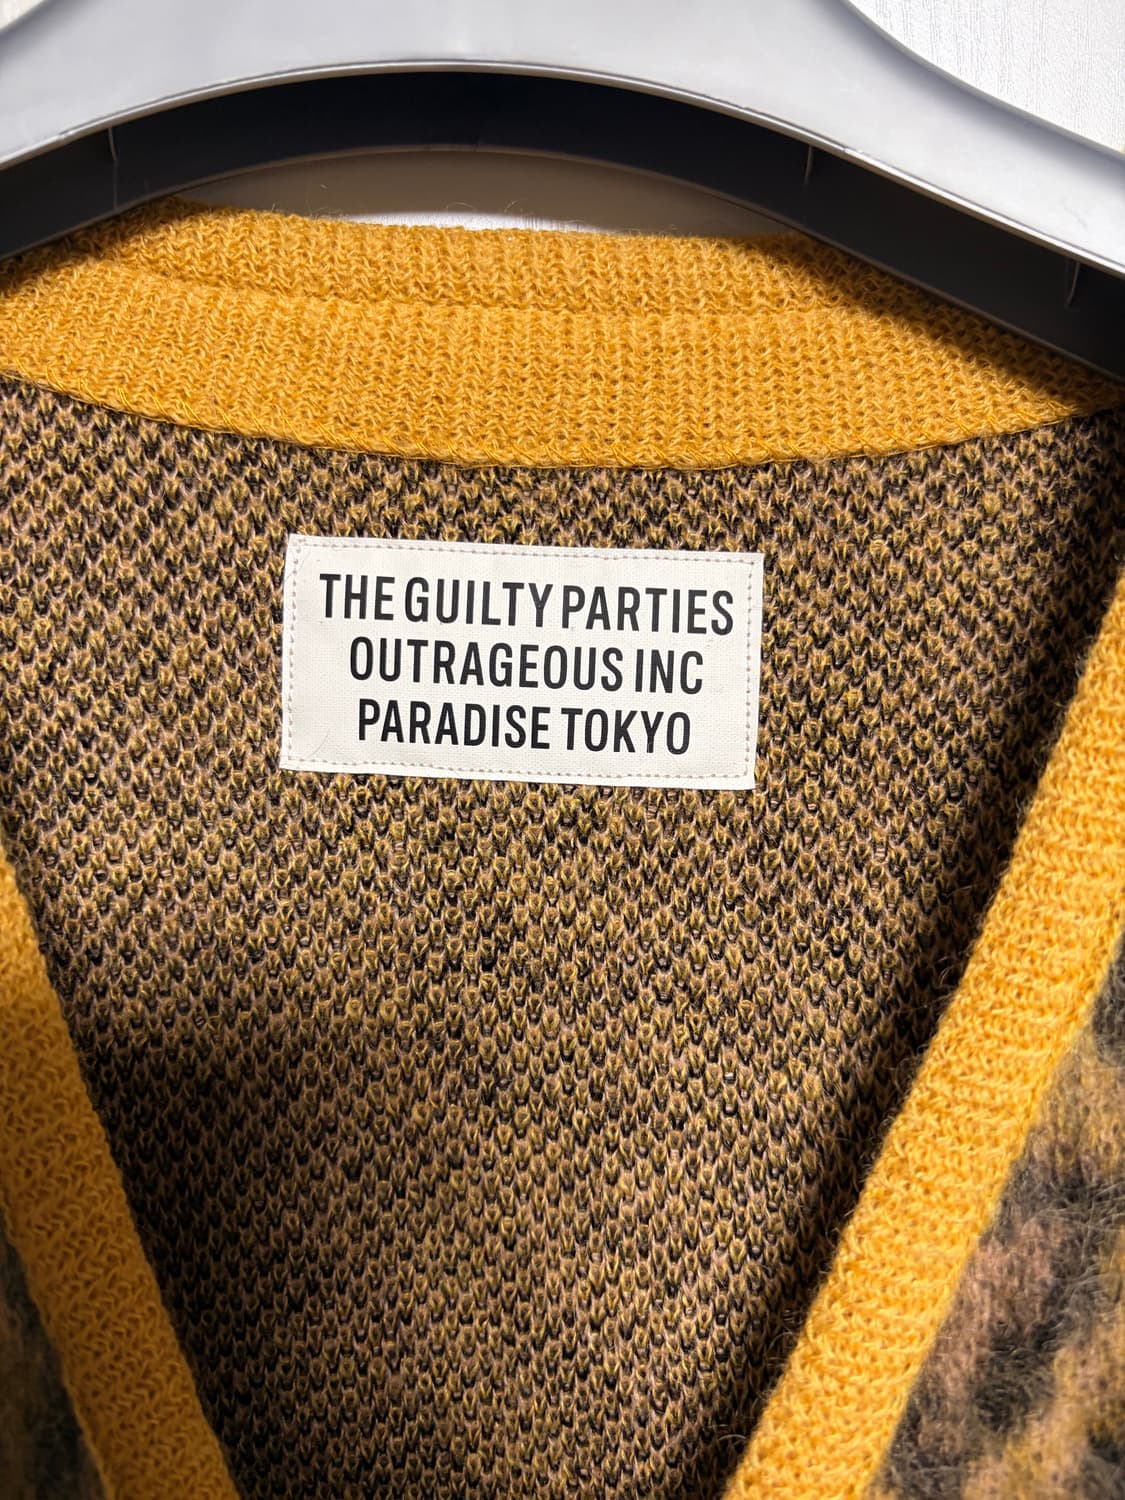 THE GUILTY PARTIES
OUTRAGEOUS INC
PARADISE TOKYO